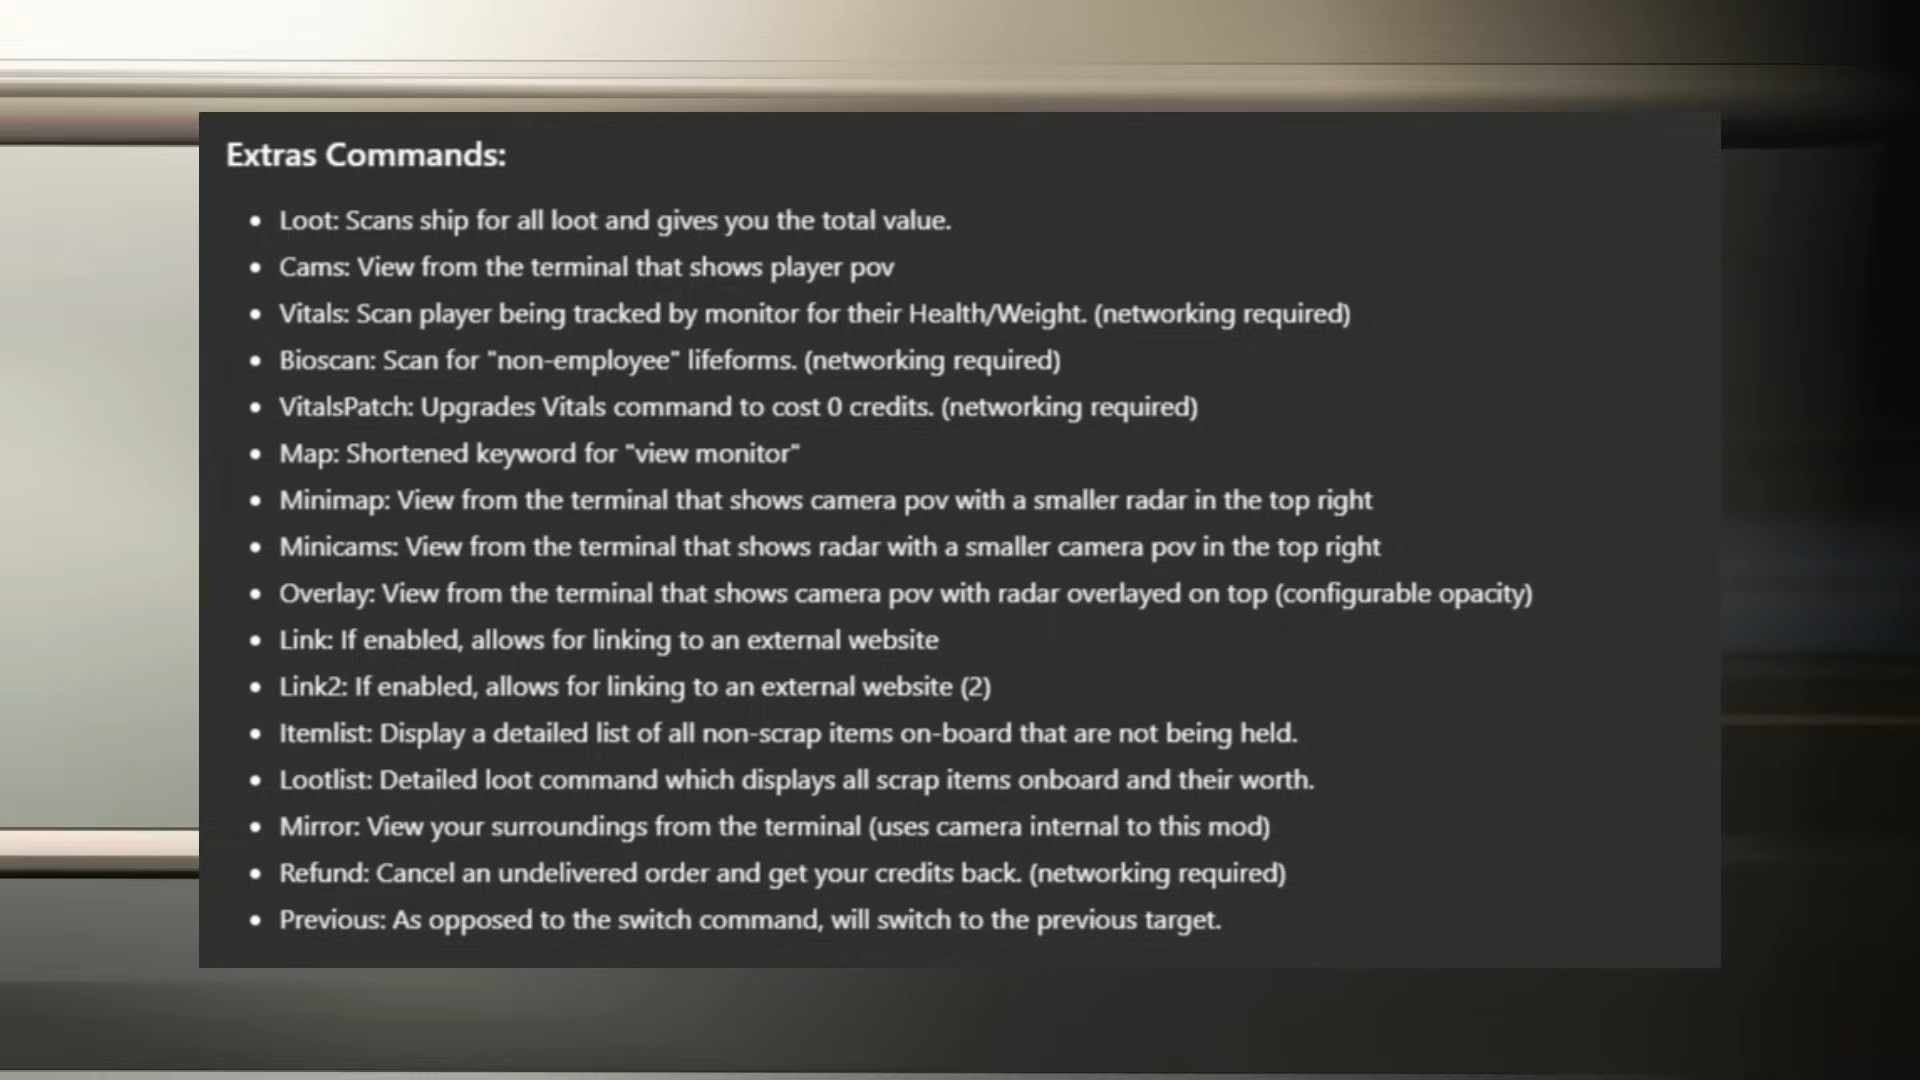 Extras Commands:
Loot: Scans ship for all loot and gives you the total value.
Cams: View from the terminal that shows player pov
Vitals: Scan player being tracked by monitor for their Health/Weight. (networking required)
Bioscan: Scan for "non-employee" lifeforms. (networking required)
VitalsPatch: Upgrades Vitals command to cost 0 credits. (networking required)
Map: Shortened keyword for "view monitor"
Minimap: View from the terminal that shows camera pov with a smaller radar in the top right
Minicams: View from the terminal that shows radar with a smaller camera pov in the top right
Overlay: View from the terminal that shows camera pov with radar overlayed on top (configurable opacity)
Link: If enabled, allows for linking to an external website
Link2: If enabled, allows for linking to an external website (2)
Itemlist: Display a detailed list of all non-scrap items on-board that are not being held.
Lootlist: Detailed loot command which displays all scrap items onboard and their worth.
Mirror: View your surroundings from the terminal (uses camera internal to this mod)
Refund: Cancel an undelivered order and get your credits back. (networking required)
Previous: As opposed to the switch command, will switch to the previous target.